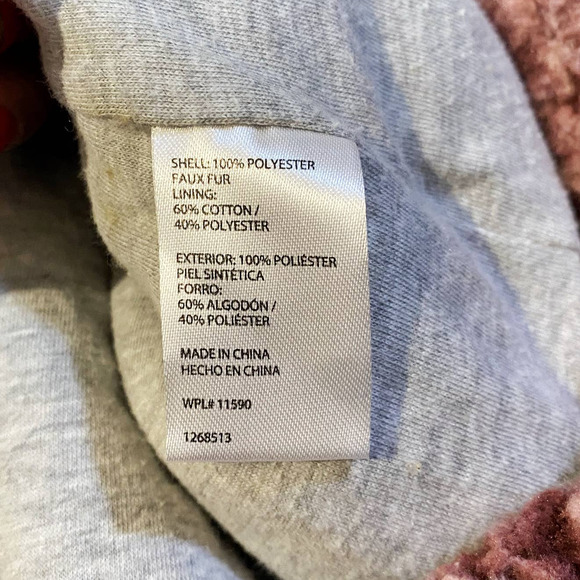 SHELL: 100% POLYESTER
FAUX FUR
LINING:
60% COTTON /
40% POLYESTER
EXTERIOR: 100% POLIÉSTER
PIEL SINTÉTICA
FORRO:
60% ALGODÓN /
40% POLIÉSTER
MADE IN CHINA
HECHO EN CHINA
WPL# 11590
1268513